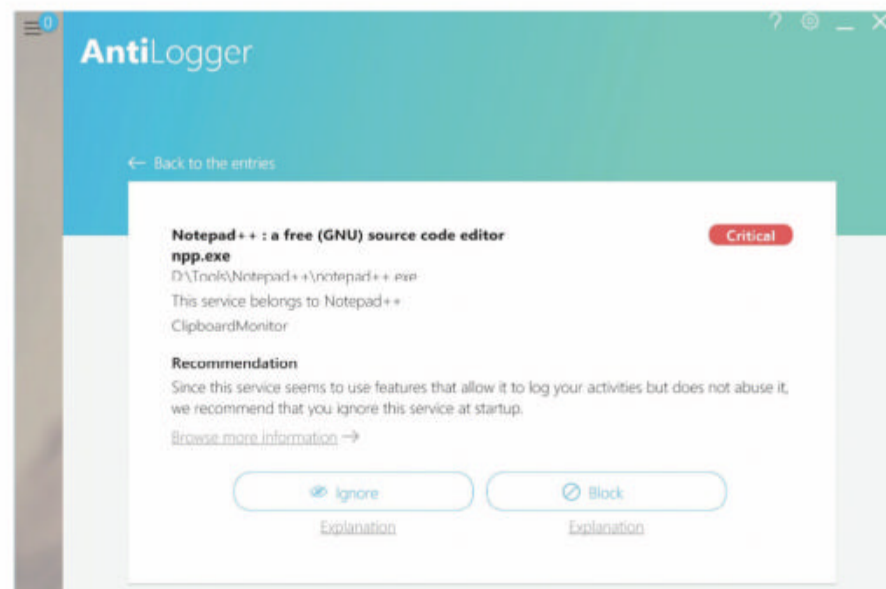 0
?
AntiLogger
← Back to the entries
Notepad++ : a free (GNU) source code editor
Critical
npp.exe
D:\Tools\Notepad++\notepad++.exe
This service belongs to Notepad++
ClipboardMonitor
Recommendation
Since this service seems to use features that allow it to log your activities but does not abuse it,
we recommend that you ignore this service at startup.
Browse more information →
Ignore
Block
Explanation
Explanation